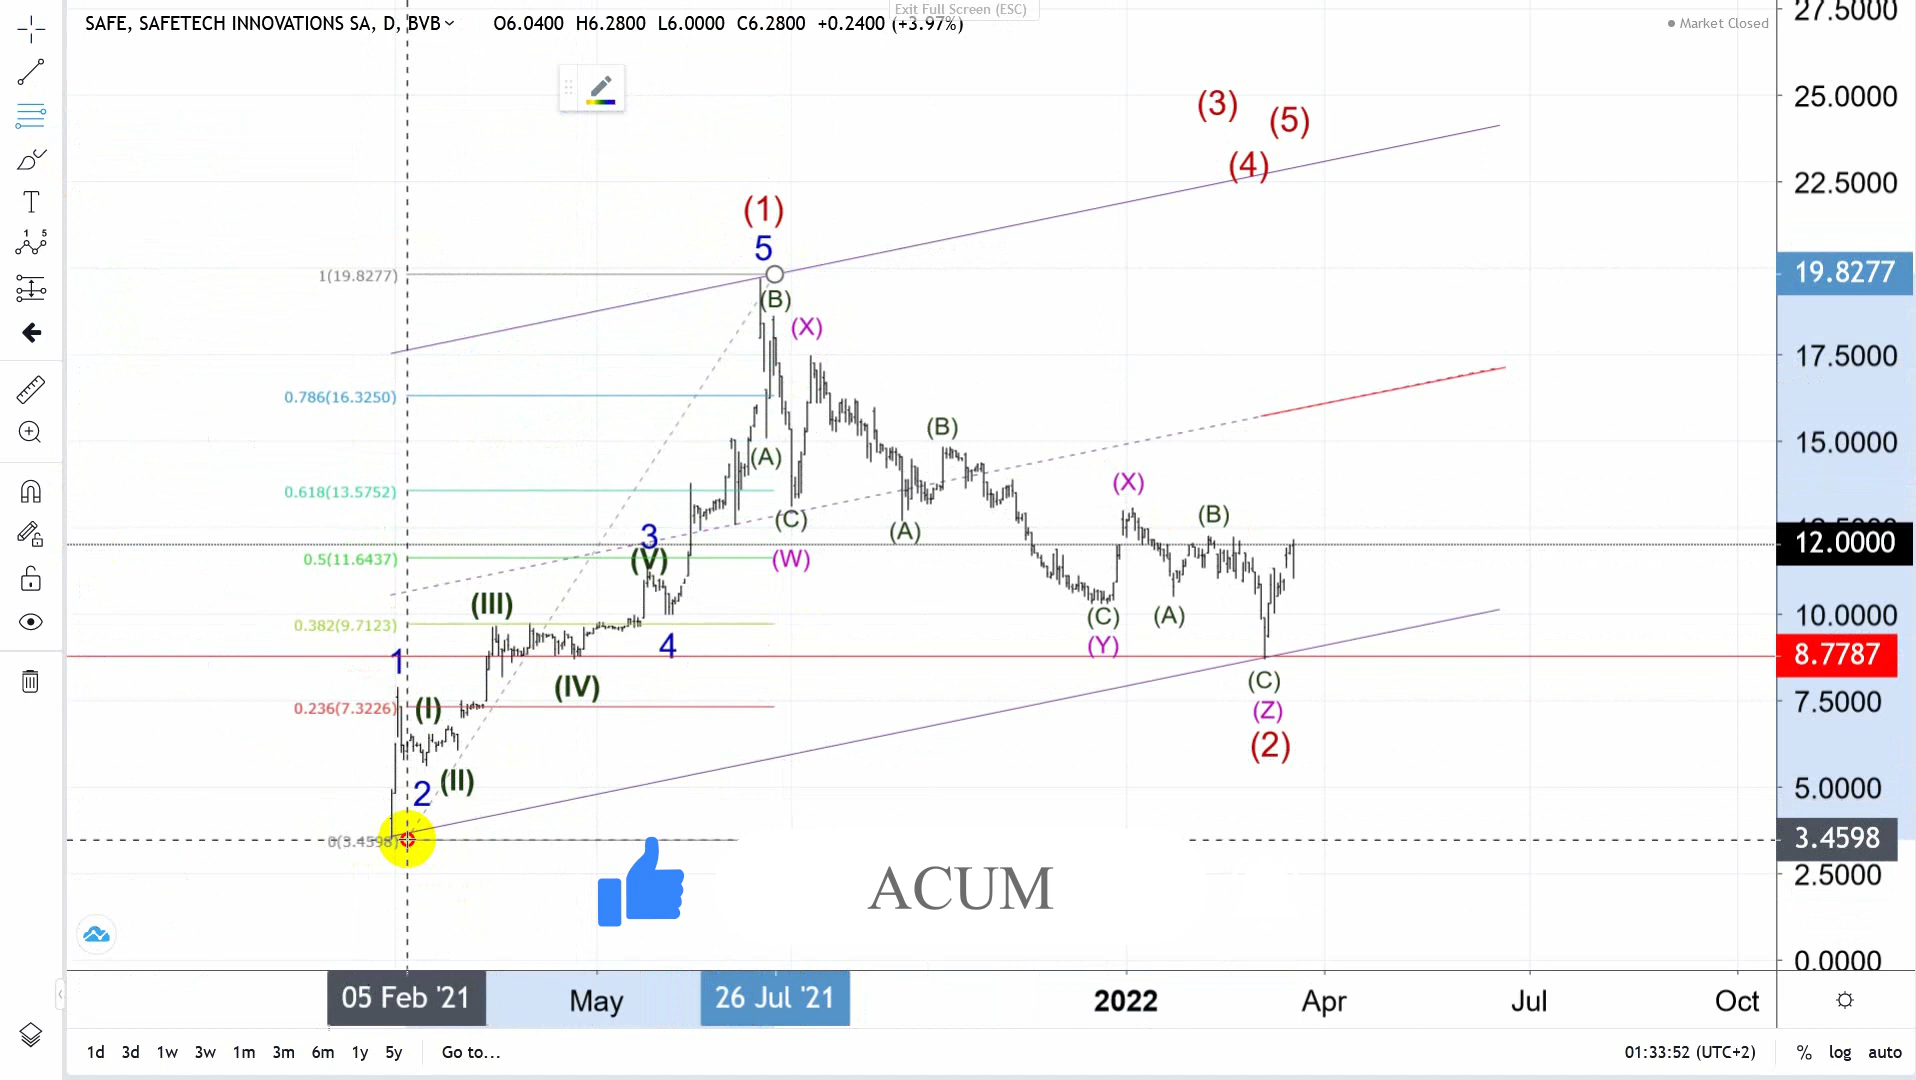 Exit Full Screen (ESC)
SAFE, SAFETECH INNOVATIONS SA, D, BVB O6.0400 H6.2800 L6.0000 C6.2800 +0.2400 (+3.97%)
Market Closed
27.5000
25.0000
22.5000
19.8277
17.5000
15.0000
12.5000
12.0000
10.0000
8.7787
7.5000
5.0000
3.4598
2.5000
0.0000
(3)
(5)
(4)
(1)
5
1(19.8277)
(B)
(X)
0.786(16.3250)
(B)
(A)
(X)
0.618(13.5752)
(C)
(B)
(A)
3
0.5(11.6437)
(V)
(W)
(III)
(C)
(A)
0.382(9.7123)
4
(Y)
1
(IV)
(C)
0.236(7.3226)
(I)
(Z)
(2)
2
(II)
0(3.4598)
ACUM
05 Feb '21
May
26 Jul '21
2022
Apr
Jul
Oct
1d 3d 1w 3w 1m 3m 6m 1y 5y Go to...
01:33:52 (UTC+2) % log auto
T
1 5